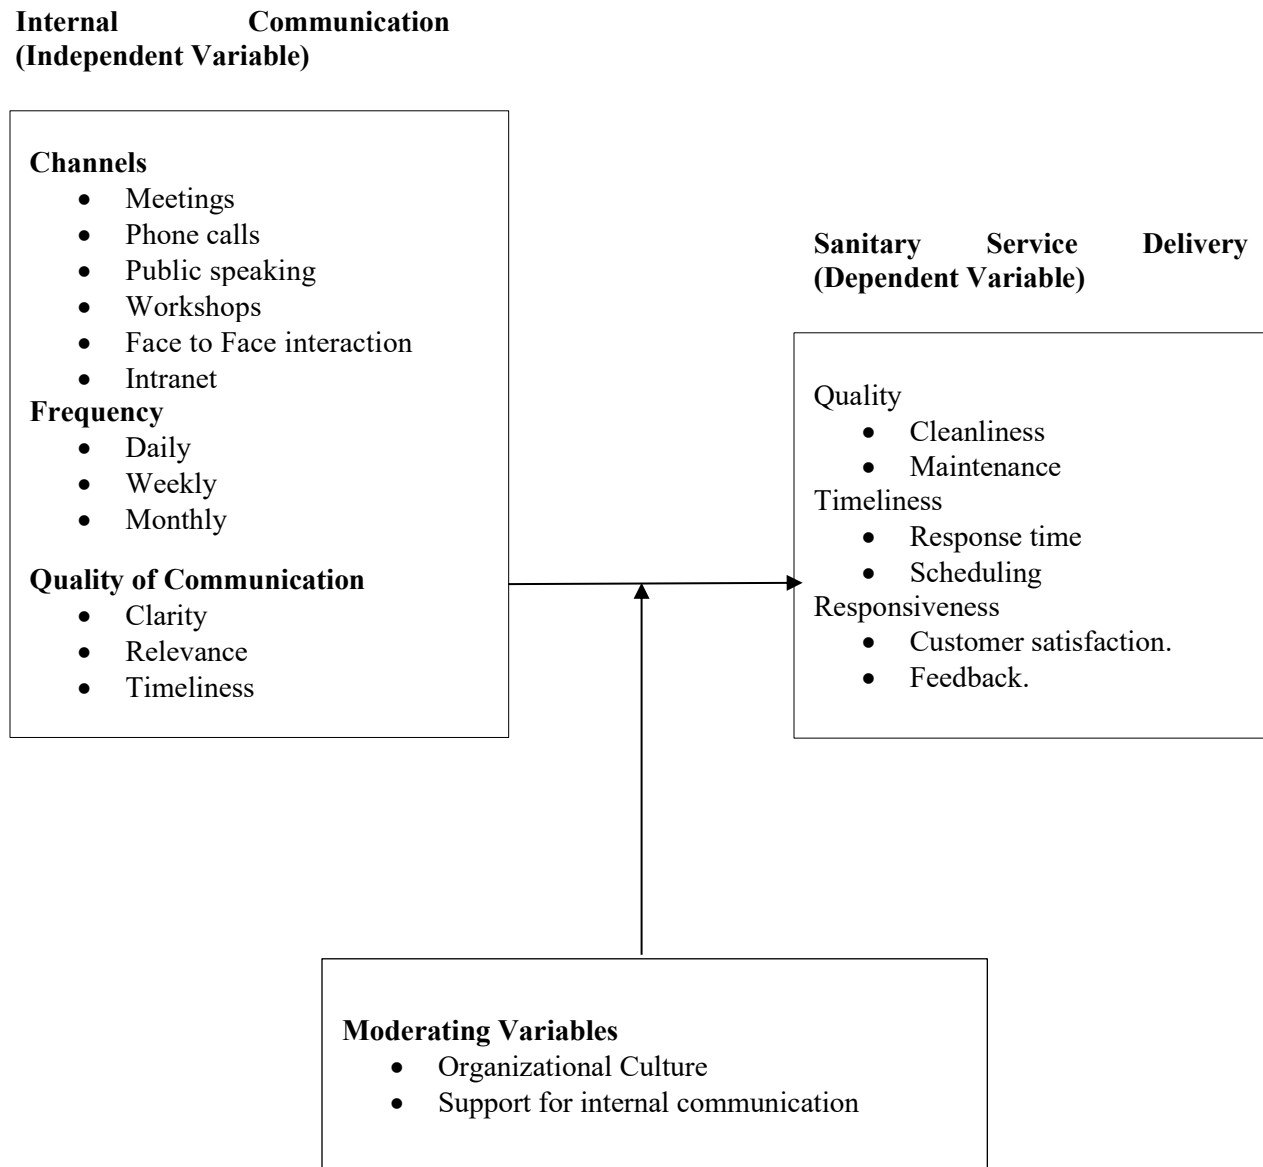 Internal Communication
(Independent Variable)
Channels
• Meetings
• Phone calls
• Public speaking
• Workshops
• Face to Face interaction
• Intranet
Frequency
• Daily
• Weekly
• Monthly
Quality of Communication
• Clarity
• Relevance
• Timeliness
Sanitary Service Delivery
(Dependent Variable)
Quality
• Cleanliness
• Maintenance
Timeliness
• Response time
• Scheduling
Responsiveness
• Customer satisfaction.
• Feedback.
Moderating Variables
• Organizational Culture
• Support for internal communication